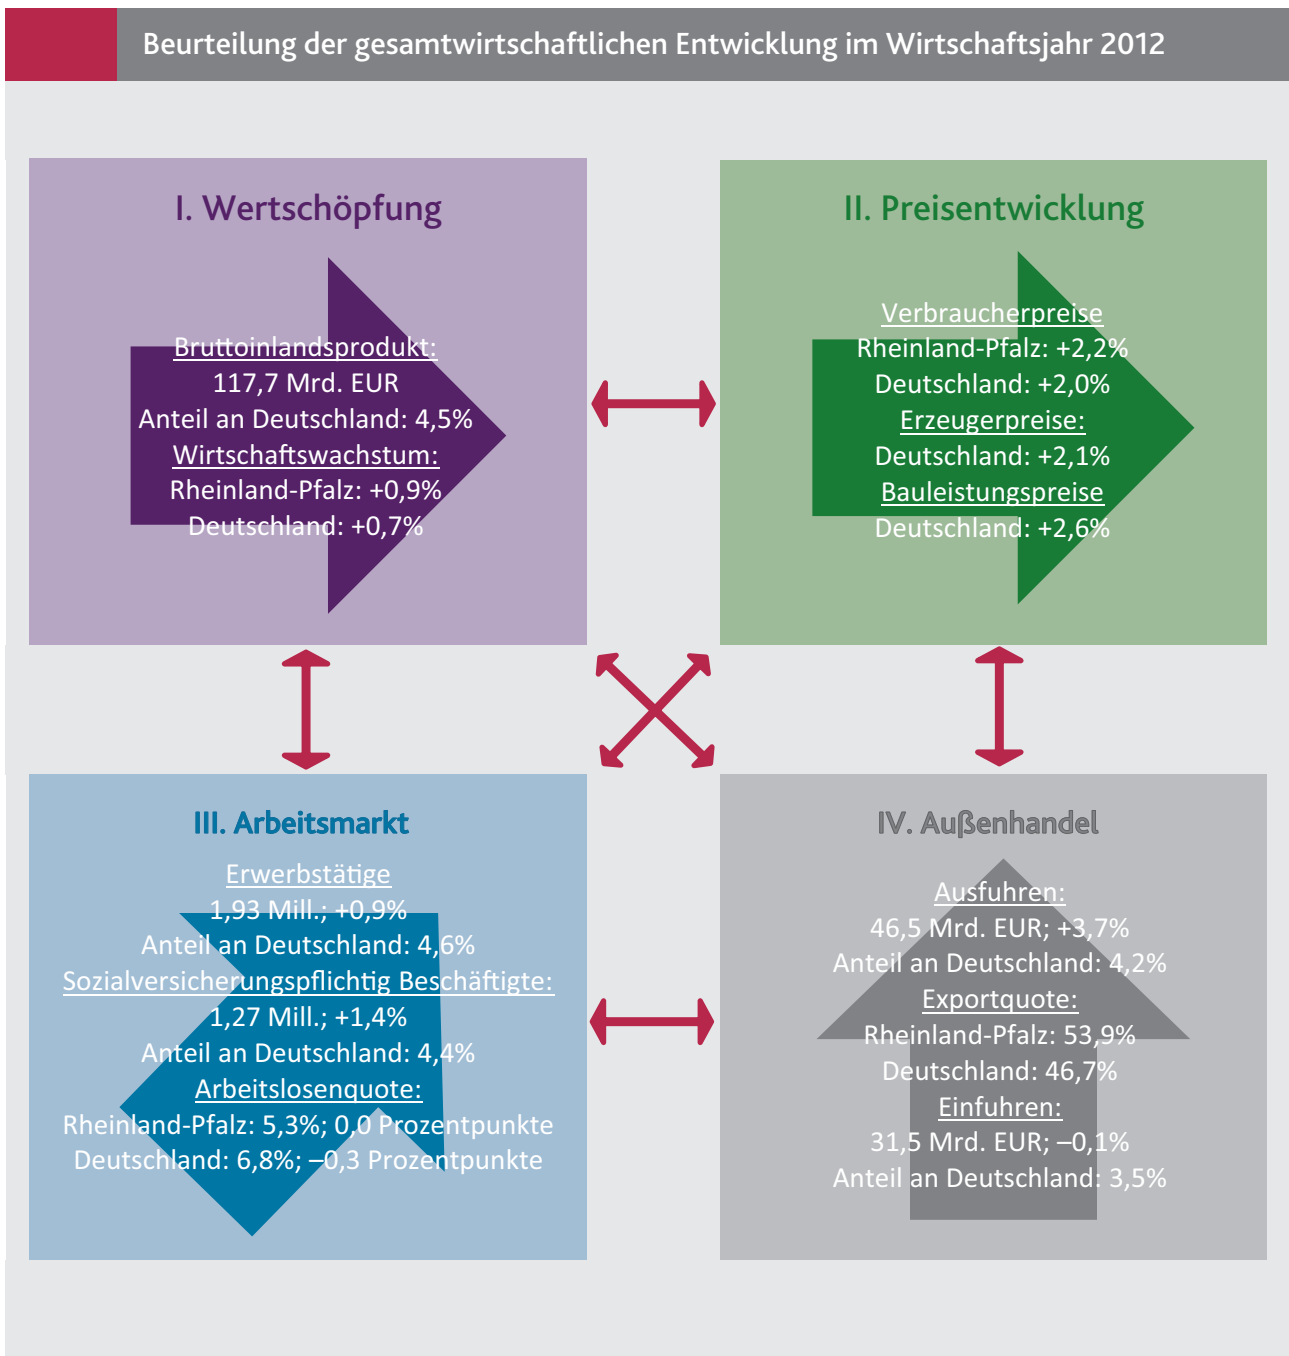 Beurteilung der gesamtwirtschaftlichen Entwicklung im Wirtschaftsjahr 2012
I. Wertschöpfung
Bruttoinlandsprodukt:
117,7 Mrd. EUR
Anteil an Deutschland: 4,5%
Wirtschaftswachstum:
Rheinland-Pfalz: +0,9%
Deutschland: +0,7%
II. Preisentwicklung
Verbraucherpreise
Rheinland-Pfalz: +2,2%
Deutschland: +2,0%
Erzeugerpreise:
Deutschland: +2,1%
Bauleistungspreise
Deutschland: +2,6%
III. Arbeitsmarkt
Erwerbstätige
1,93 Mill.; +0,9%
Anteil an Deutschland: 4,6%
Sozialversicherungspflichtig Beschäftigte:
1,27 Mill.; +1,4%
Anteil an Deutschland: 4,4%
Arbeitslosenquote:
Rheinland-Pfalz: 5,3%; 0,0 Prozentpunkte
Deutschland: 6,8%; –0,3 Prozentpunkte
IV. Außenhandel
Ausfuhren:
46,5 Mrd. EUR; +3,7%
Anteil an Deutschland: 4,2%
Exportquote:
Rheinland-Pfalz: 53,9%
Deutschland: 46,7%
Einfuhren:
31,5 Mrd. EUR; –0,1%
Anteil an Deutschland: 3,5%